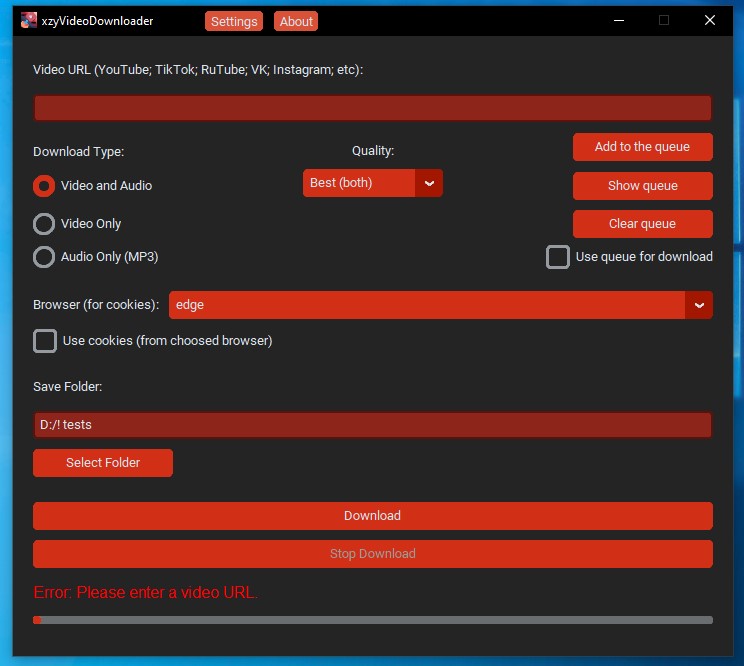 xzyVideoDownloader
Settings
About
Video URL (YouTube; TikTok; RuTube; VK; Instagram; etc):
Download Type:
Quality:
Add to the queue
Video and Audio
Best (both)
Show queue
Video Only
Clear queue
Audio Only (MP3)
Use queue for download
Browser (for cookies):
edge
Use cookies (from choosed browser)
Save Folder:
D:/! tests
Select Folder
Download
Stop Download
Error: Please enter a video URL.